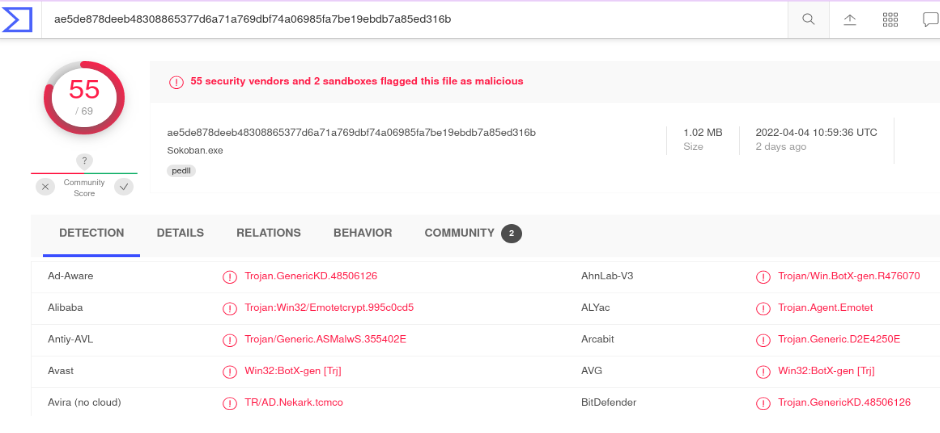 ae5de878deeb48308865377d6a71a769dbf74a06985fa7be19ebdb7a85ed316b
55
/ 69
?
Community
Score
55 security vendors and 2 sandboxes flagged this file as malicious
ae5de878deeb48308865377d6a71a769dbf74a06985fa7be19ebdb7a85ed316b
Sokoban.exe
pedll
1.02 MB
Size
2022-04-04 10:59:36 UTC
2 days ago
DETECTION DETAILS RELATIONS BEHAVIOR COMMUNITY 2
Ad-Aware Trojan.GenericKD.48506126 AhnLab-V3 Trojan/Win.BotX-gen.R476070
Alibaba Trojan:Win32/Emotetcrypt.995c0cd5 ALYac Trojan.Agent.Emotet
Antiy-AVL Trojan/Generic.ASMalwS.355402E Arcabit Trojan.Generic.D2E4250E
Avast Win32:BotX-gen [Trj] AVG Win32:BotX-gen [Trj]
Avira (no cloud) TR/AD.Nekark.tcmco BitDefender Trojan.GenericKD.48506126